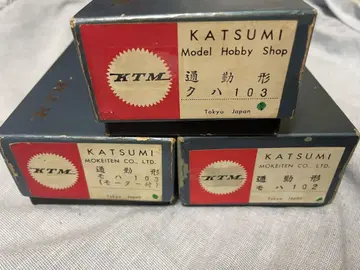 KATSUMI
Model Hobby Shop
KTM
通勤形
クハ103
Tokyo Japan
KATSUMI
MOKEITEN CO., LTD.
KTM
通勤形
モハ103
(モーター付)
Tokyo Japan
KATSUMI
MOKEITEN CO., LTD.
KTM
通勤形
モハ102
Tokyo Japan